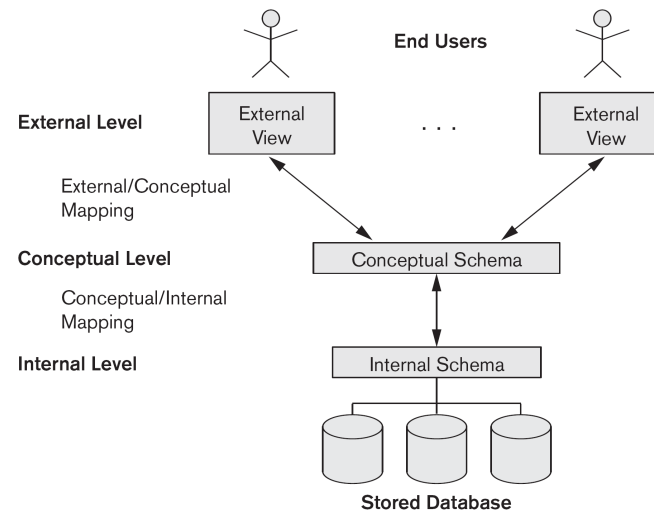 End Users
External Level
External
View
. . .
External
View
External/Conceptual
Mapping
Conceptual Level
Conceptual Schema
Conceptual/Internal
Mapping
Internal Level
Internal Schema
Stored Database